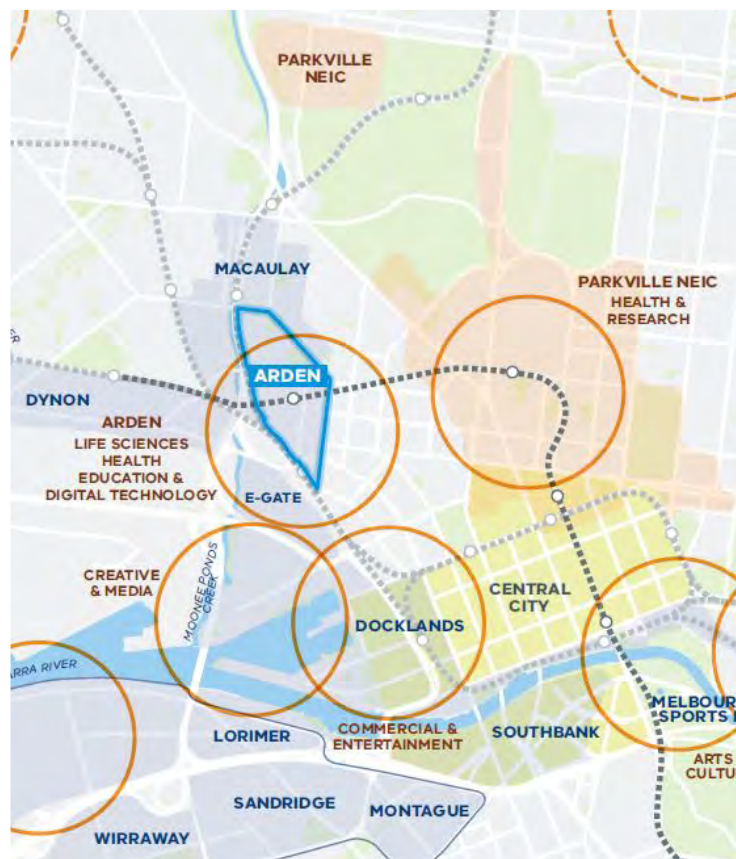 PARKVILLE
NEIC
MACAULAY
PARKVILLE NEIC
HEALTH &
RESEARCH
ARDEN
DYNON
ARDEN
LIFE SCIENCES
HEALTH
EDUCATION &
DIGITAL TECHNOLOGY
E-GATE
CREATIVE
& MEDIA
MOONEE PONDS
CREEK
CENTRAL
CITY
DOCKLANDS
ARRA RIVER
MELBOUR
SPORTS
LORIMER
COMMERCIAL &
ENTERTAINMENT
SOUTHBANK
ARTS
CULTU
SANDRIDGE
MONTAGUE
WIRRAWAY